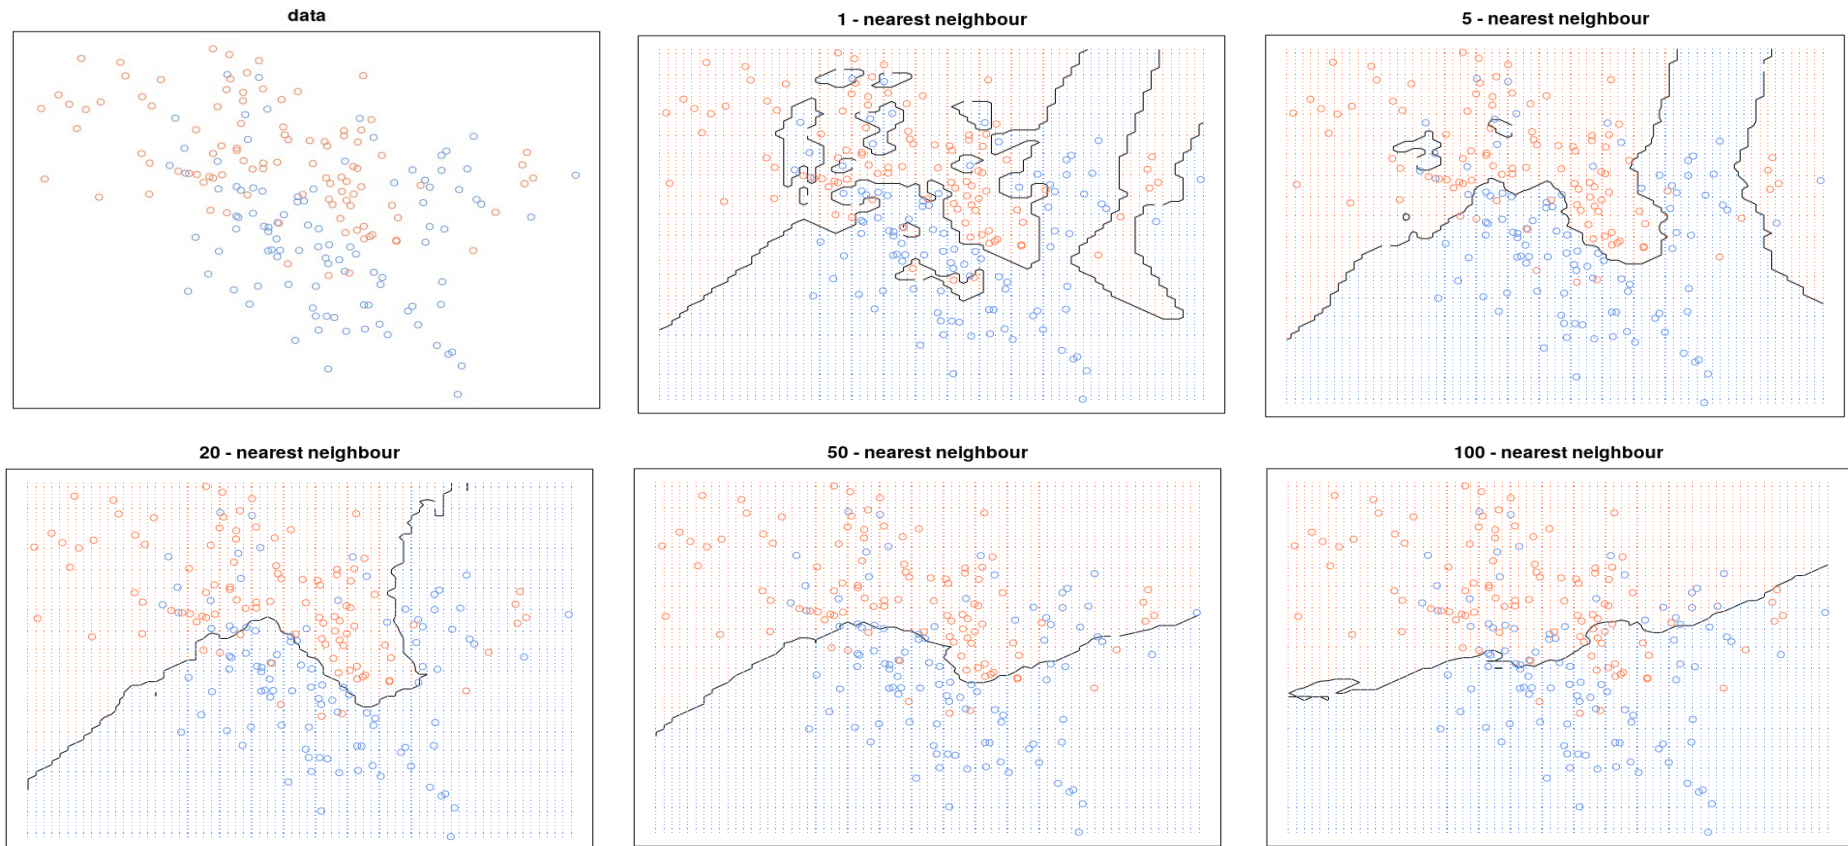 data
1 - nearest neighbour
5 - nearest neighbour
20 - nearest neighbour
50 - nearest neighbour
100 - nearest neighbour